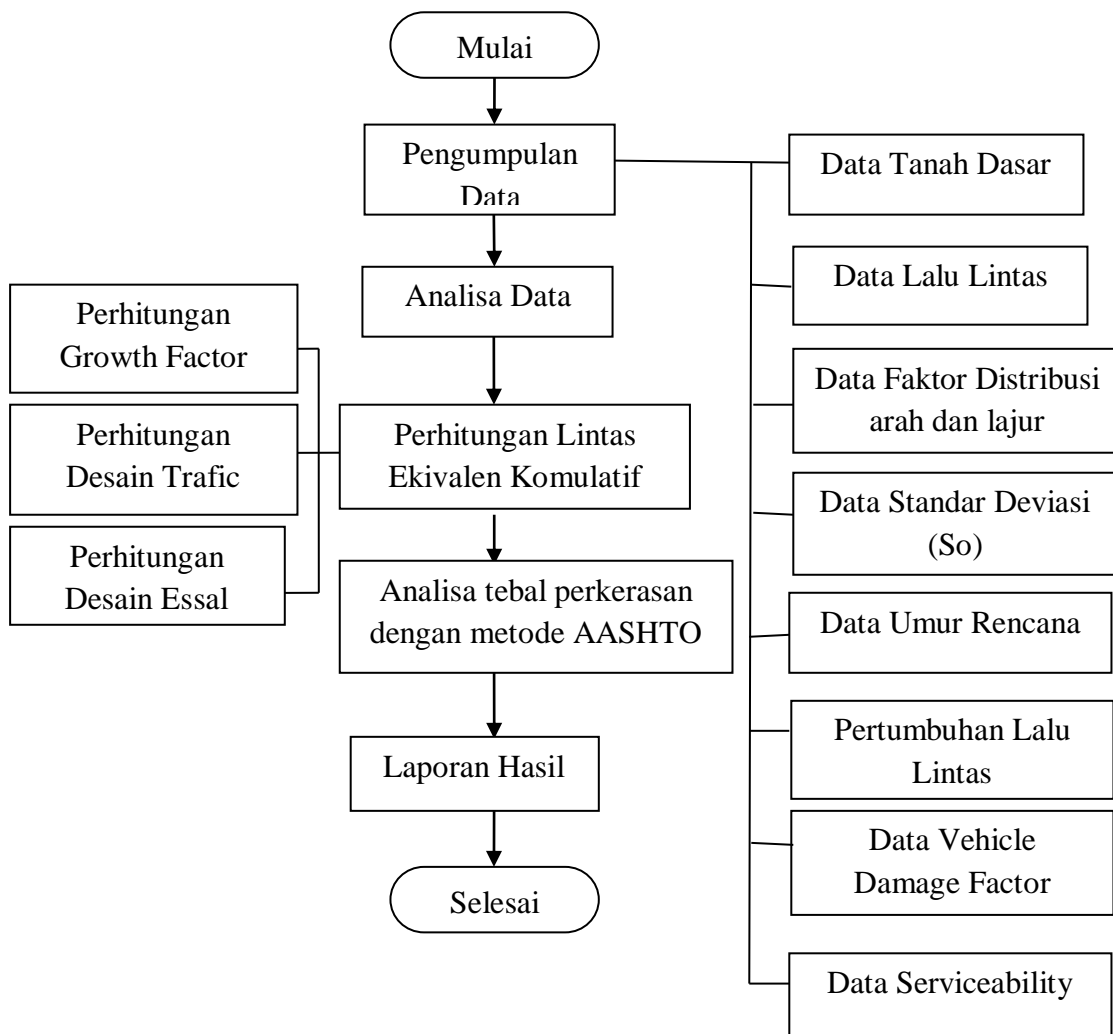 Mulai
Pengumpulan
Data
Data Tanah Dasar
Data Lalu Lintas
Analisa Data
Perhitungan
Growth Factor
Data Faktor Distribusi
arah dan lajur
Perhitungan
Desain Trafic
Perhitungan Lintas
Ekivalen Komulatif
Data Standar Deviasi
(So)
Perhitungan
Desain Essal
Analisa tebal perkerasan
dengan metode AASHTO
Data Umur Rencana
Pertumbuhan Lalu
Lintas
Laporan Hasil
Data Vehicle
Damage Factor
Selesai
Data Serviceability